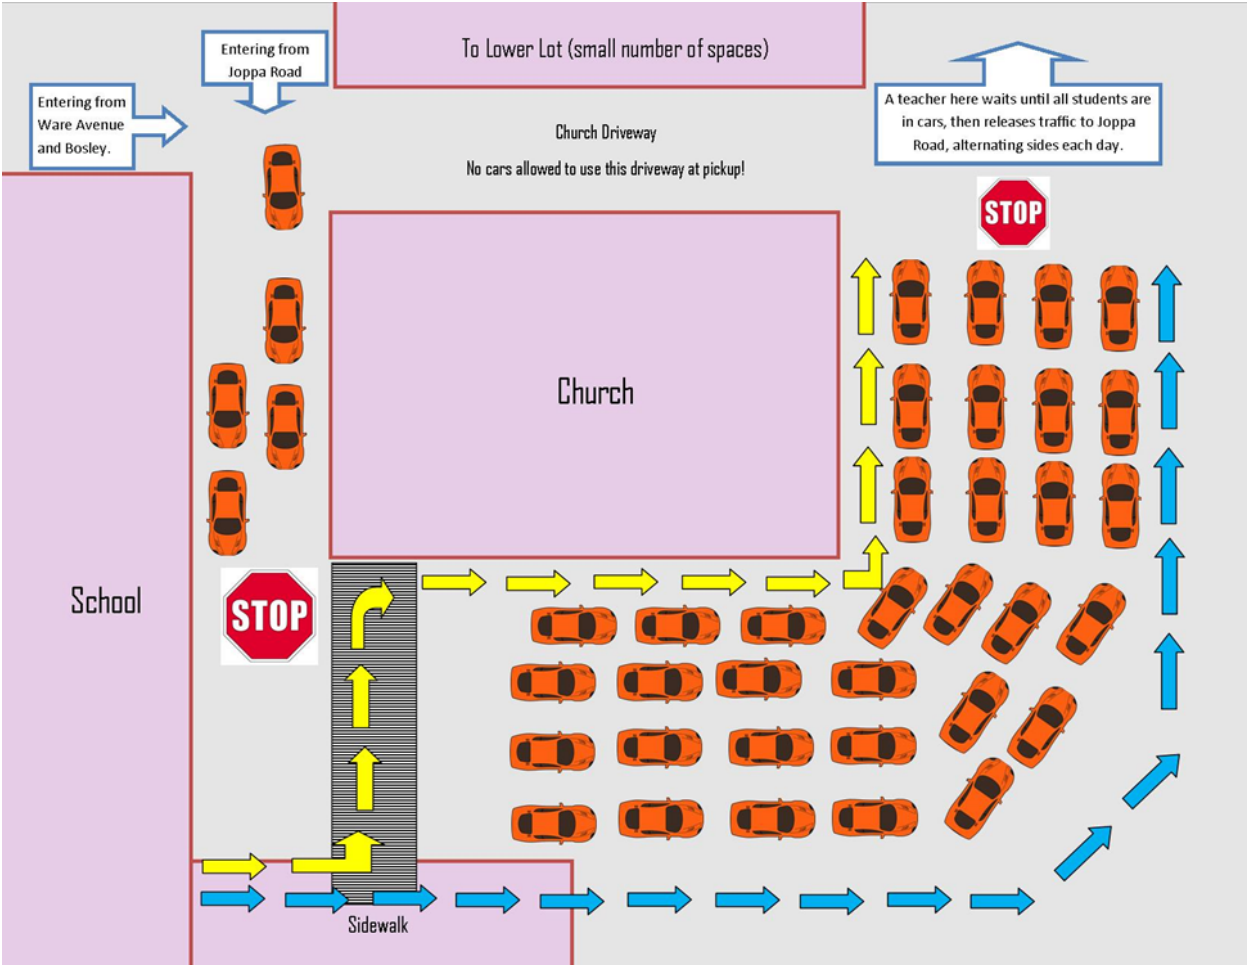 To Lower Lot (small number of spaces)
Entering from
Joppa Road
Entering from
Ware Avenue
and Bosley.
A teacher here waits until all students are
in cars, then releases traffic to Joppa
Road, alternating sides each day.
Church Driveway
No cars allowed to use this driveway at pickup!
STOP
Church
School
STOP
Sidewalk